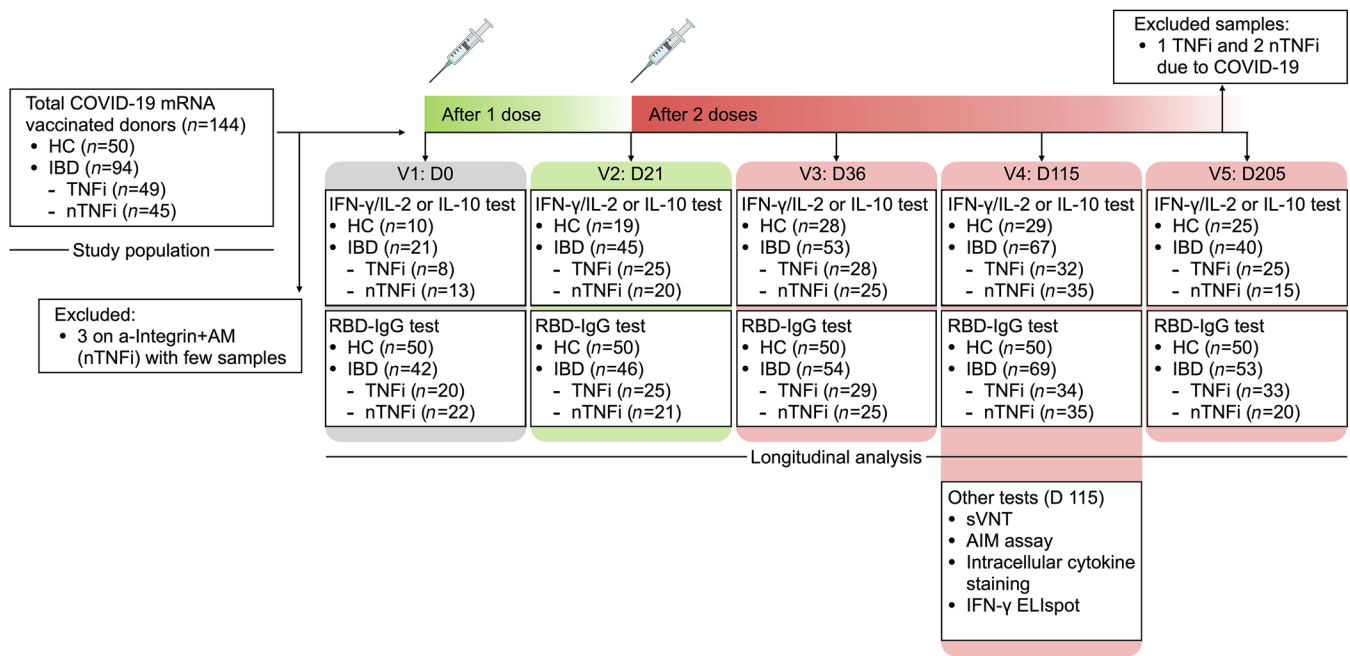 Total COVID-19 mRNA
vaccinated donors (n=144)
• HC (n=50)
• IBD (n=94)
- TNFi (n=49)
- nTNFi (n=45)
Study population
Excluded:
• 3 on a-Integrin+AM
(nTNFi) with few samples
After 1 dose
After 2 doses
Excluded samples:
• 1 TNFi and 2 nTNFi
due to COVID-19
V1: D0
IFN-γ/IL-2 or IL-10 test
• HC (n=10)
• IBD (n=21)
- TNFi (n=8)
- nTNFi (n=13)
RBD-IgG test
• HC (n=50)
• IBD (n=42)
- TNFi (n=20)
- nTNFi (n=22)
V2: D21
IFN-γ/IL-2 or IL-10 test
• HC (n=19)
• IBD (n=45)
- TNFi (n=25)
- nTNFi (n=20)
RBD-IgG test
• HC (n=50)
• IBD (n=46)
- TNFi (n=25)
- nTNFi (n=21)
V3: D36
IFN-γ/IL-2 or IL-10 test
• HC (n=28)
• IBD (n=53)
- TNFi (n=28)
- nTNFi (n=25)
RBD-IgG test
• HC (n=50)
• IBD (n=54)
- TNFi (n=29)
- nTNFi (n=25)
V4: D115
IFN-γ/IL-2 or IL-10 test
• HC (n=29)
• IBD (n=67)
- TNFi (n=32)
- nTNFi (n=35)
RBD-IgG test
• HC (n=50)
• IBD (n=69)
- TNFi (n=34)
- nTNFi (n=35)
V5: D205
IFN-γ/IL-2 or IL-10 test
• HC (n=25)
• IBD (n=40)
- TNFi (n=25)
- nTNFi (n=15)
RBD-IgG test
• HC (n=50)
• IBD (n=53)
- TNFi (n=33)
- nTNFi (n=20)
Longitudinal analysis
Other tests (D 115)
• sVNT
• AIM assay
• Intracellular cytokine
staining
• IFN-γ ELIspot